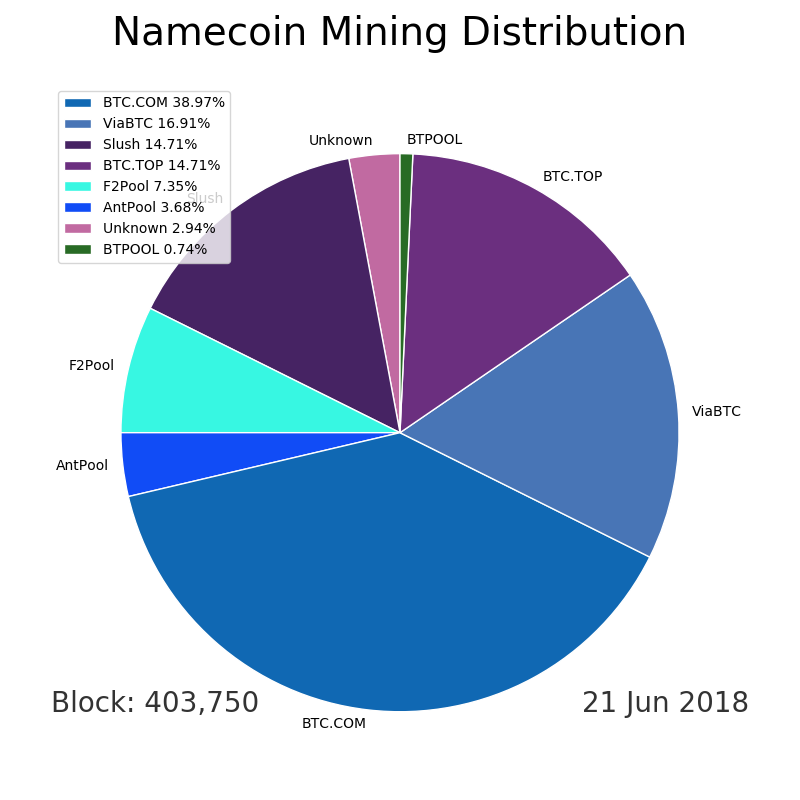 Namecoin Mining Distribution
BTC.COM 38.97%
ViaBTC 16.91%
Slush 14.71%
BTC.TOP 14.71%
F2Pool 7.35%
AntPool 3.68%
Unknown 2.94%
BTPOOL 0.74%
Unknown
BTPOOL
BTC.TOP
Slush
F2Pool
ViaBTC
AntPool
Block: 403,750
21 Jun 2018
BTC.COM